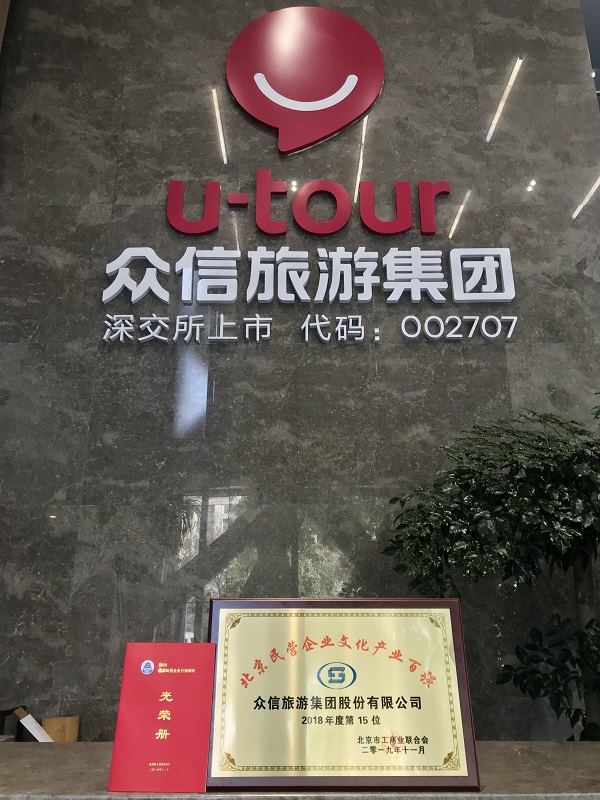 u-tour
众信旅游集团
深交所上市 代码：002707
北京民营企业文化产业百强
众信旅游集团股份有限公司
2018年度第15位
北京市工商业联合会
二零一九年十一月
光荣册